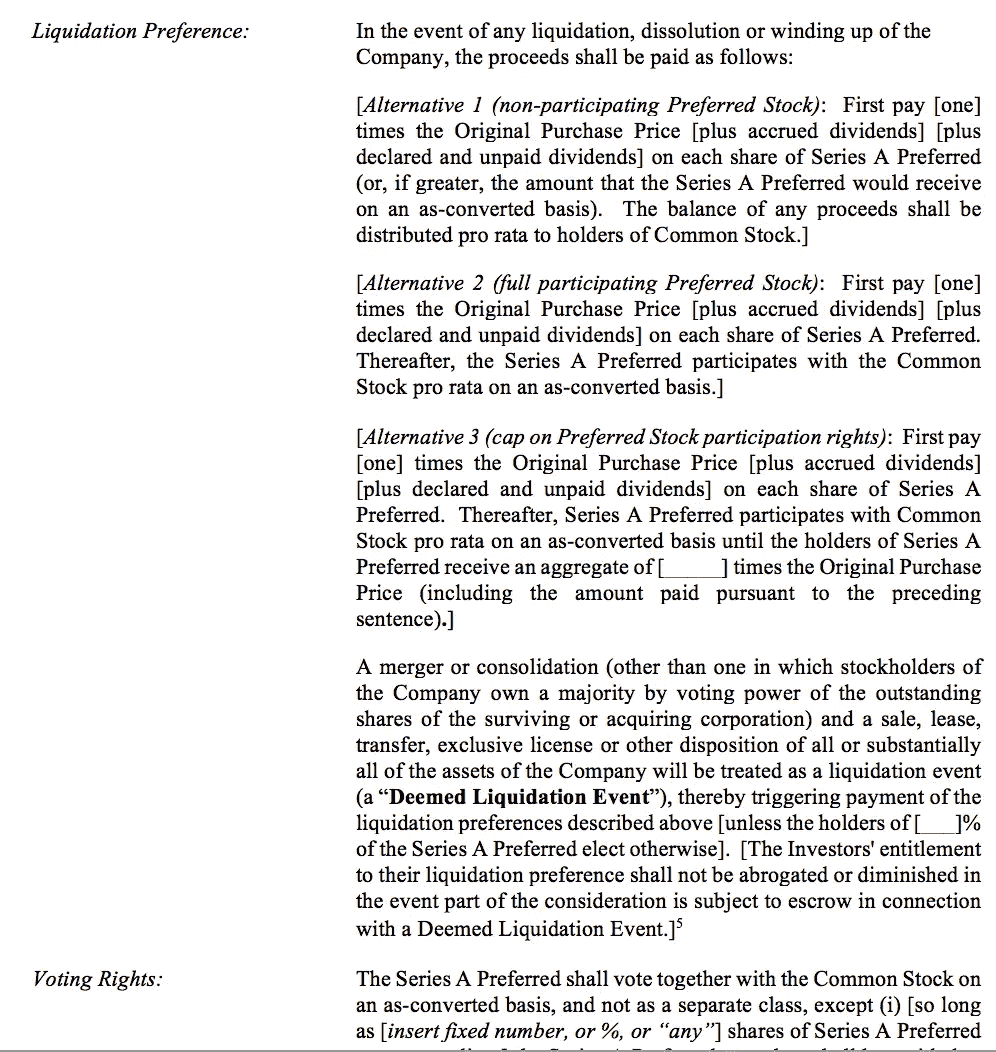 Liquidation Preference:
In the event of any liquidation, dissolution or winding up of the
Company, the proceeds shall be paid as follows:
[Alternative 1 (non-participating Preferred Stock): First pay [one]
times the Original Purchase Price [plus accrued dividends] [plus
declared and unpaid dividends] on each share of Series A Preferred
(or, if greater, the amount that the Series A Preferred would receive
on an as-converted basis). The balance of any proceeds shall be
distributed pro rata to holders of Common Stock.]
[Alternative 2 (full participating Preferred Stock): First pay [one]
times the Original Purchase Price [plus accrued dividends] [plus
declared and unpaid dividends] on each share of Series A Preferred.
Thereafter, the Series A Preferred participates with the Common
Stock pro rata on an as-converted basis.]
[Alternative 3 (cap on Preferred Stock participation rights): First pay
[one] times the Original Purchase Price [plus accrued dividends]
[plus declared and unpaid dividends] on each share of Series A
Preferred. Thereafter, Series A Preferred participates with Common
Stock pro rata on an as-converted basis until the holders of Series A
Preferred receive an aggregate of [_____] times the Original Purchase
Price (including the amount paid pursuant to the preceding
sentence).]
A merger or consolidation (other than one in which stockholders of
the Company own a majority by voting power of the outstanding
shares of the surviving or acquiring corporation) and a sale, lease,
transfer, exclusive license or other disposition of all or substantially
all of the assets of the Company will be treated as a liquidation event
(a “Deemed Liquidation Event”), thereby triggering payment of the
liquidation preferences described above [unless the holders of [___]%
of the Series A Preferred elect otherwise]. [The Investors' entitlement
to their liquidation preference shall not be abrogated or diminished in
the event part of the consideration is subject to escrow in connection
with a Deemed Liquidation Event.]5
Voting Rights:
The Series A Preferred shall vote together with the Common Stock on
an as-converted basis, and not as a separate class, except (i) [so long
as [insert fixed number, or %, or “any”] shares of Series A Preferred